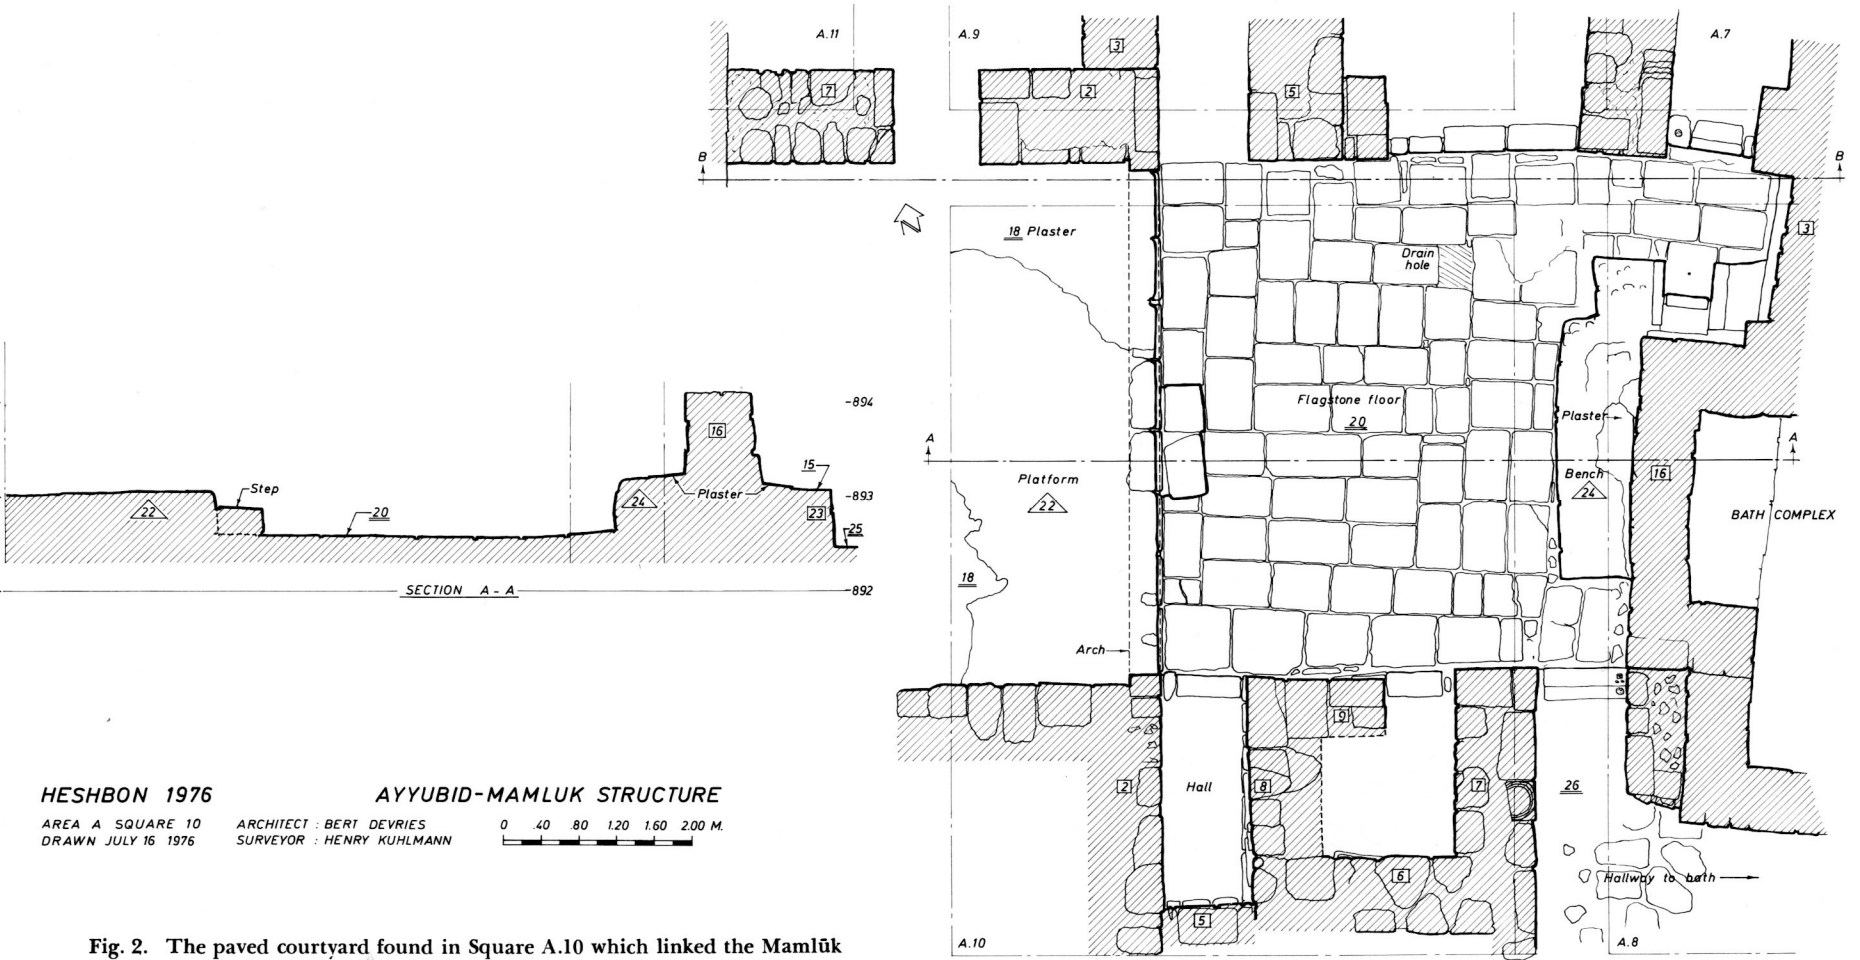 A.11
A.9
3
A.7
7
2
5
B
B
18 Plaster
3
N
Drain
hole
Flagstone floor
20
Plaster
-894
16
A
A
15
Step
Platform
Bench
-893
22
24
Plaster
22
24
16
20
23
BATH COMPLEX
25
18
SECTION A - A
-892
Arch
9
HESHBON 1976
AYYUBID-MAMLUK STRUCTURE
2
Hall
8
7
26
AREA A SQUARE 10
ARCHITECT : BERT DEVRIES
0 .40 .80 1.20 1.60 2.00 M.
DRAWN JULY 16 1976
SURVEYOR : HENRY KUHLMANN
6
Hallway to bath
5
A.10
A.8
Fig. 2. The paved courtyard found in Square A.10 which linked the Mamlūk